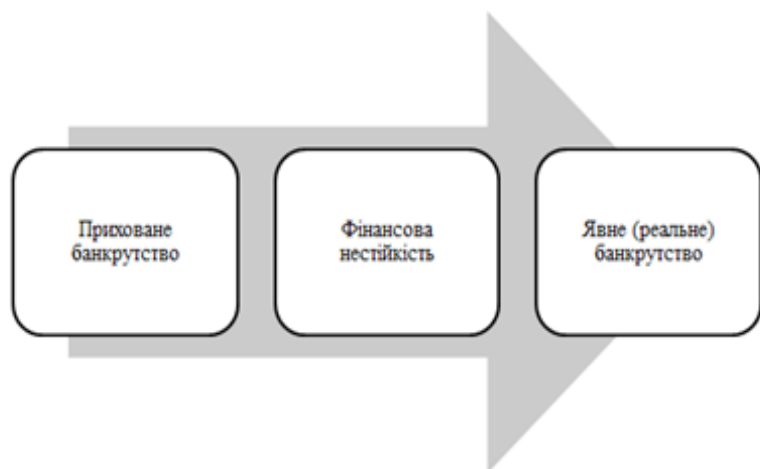 Приховане
банкрутство
Фінансова
нестійкість
Явне (реальне)
банкрутство